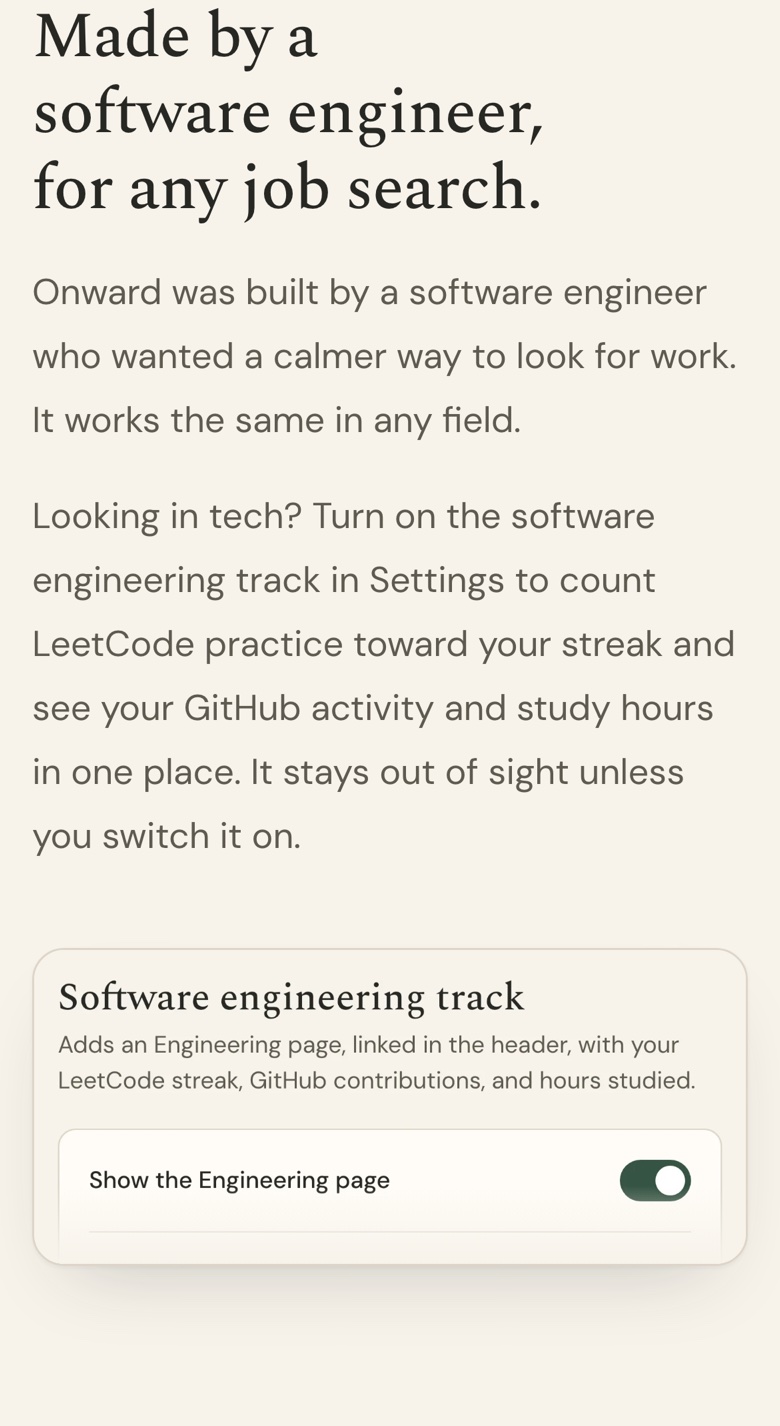 Made by a
software engineer,
for any job search.
Onward was built by a software engineer
who wanted a calmer way to look for work.
It works the same in any field.
Looking in tech? Turn on the software
engineering track in Settings to count
LeetCode practice toward your streak and
see your GitHub activity and study hours
in one place. It stays out of sight unless
you switch it on.
Software engineering track
Adds an Engineering page, linked in the header, with your
LeetCode streak, GitHub contributions, and hours studied.
Show the Engineering page